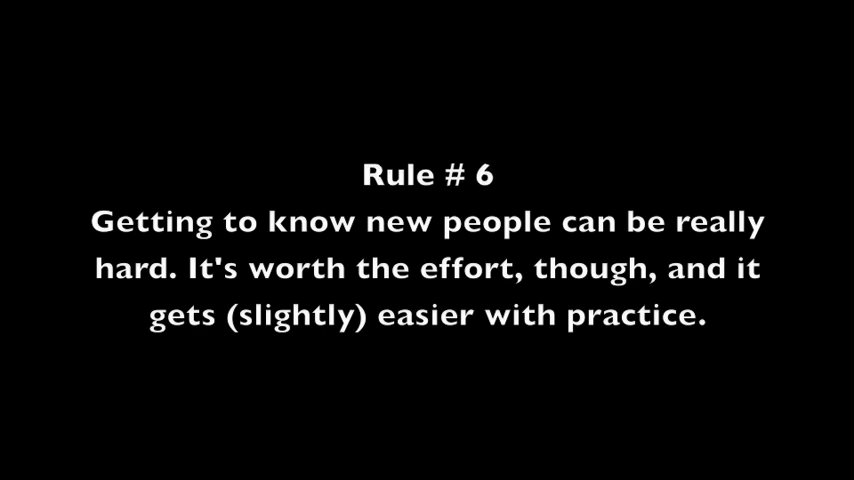 Rule # 6
Getting to know new people can be really
hard. It's worth the effort, though, and it
gets (slightly) easier with practice.